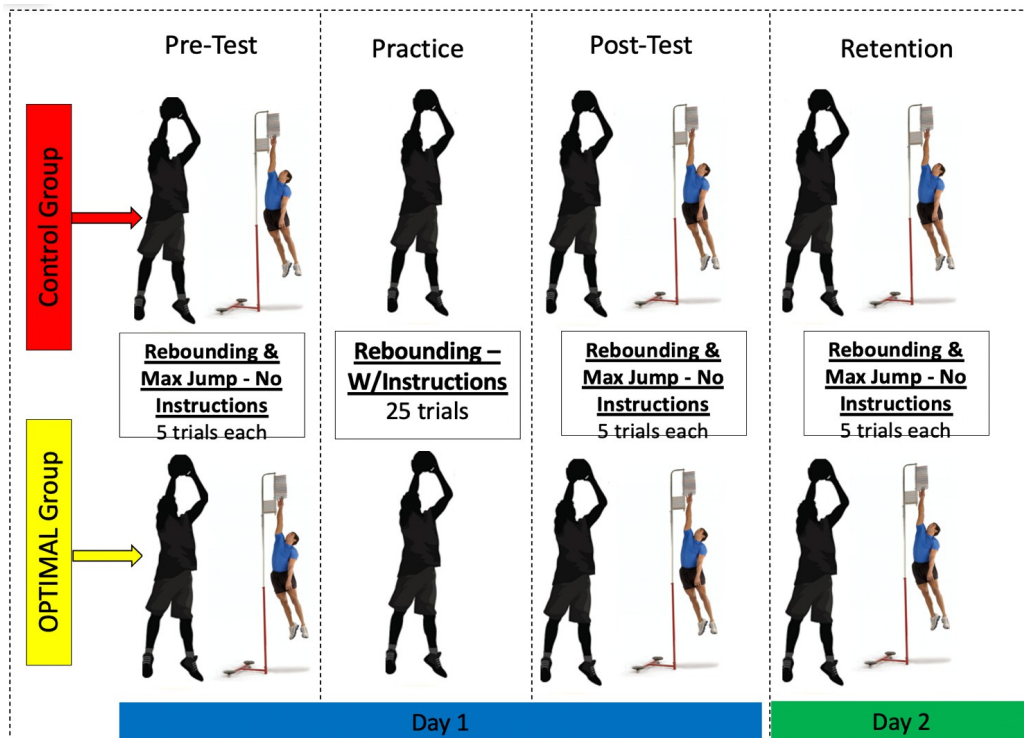 Pre-Test
Practice
Post-Test
Retention
Control Group
Rebounding &
Max Jump - No
Instructions
5 trials each
Rebounding –
W/Instructions
25 trials
Rebounding &
Max Jump - No
Instructions
5 trials each
Rebounding &
Max Jump - No
Instructions
5 trials each
OPTIMAL Group
Day 1
Day 2